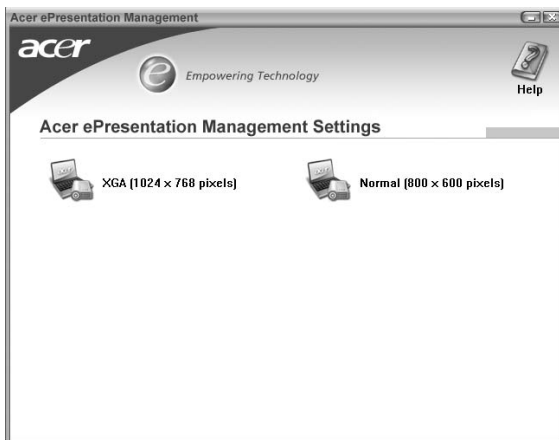 Acer ePresentation Management
acer
e Empowering Technology
Help
Acer ePresentation Management Settings
XGA (1024 x 768 pixels)
Normal (800 x 600 pixels)